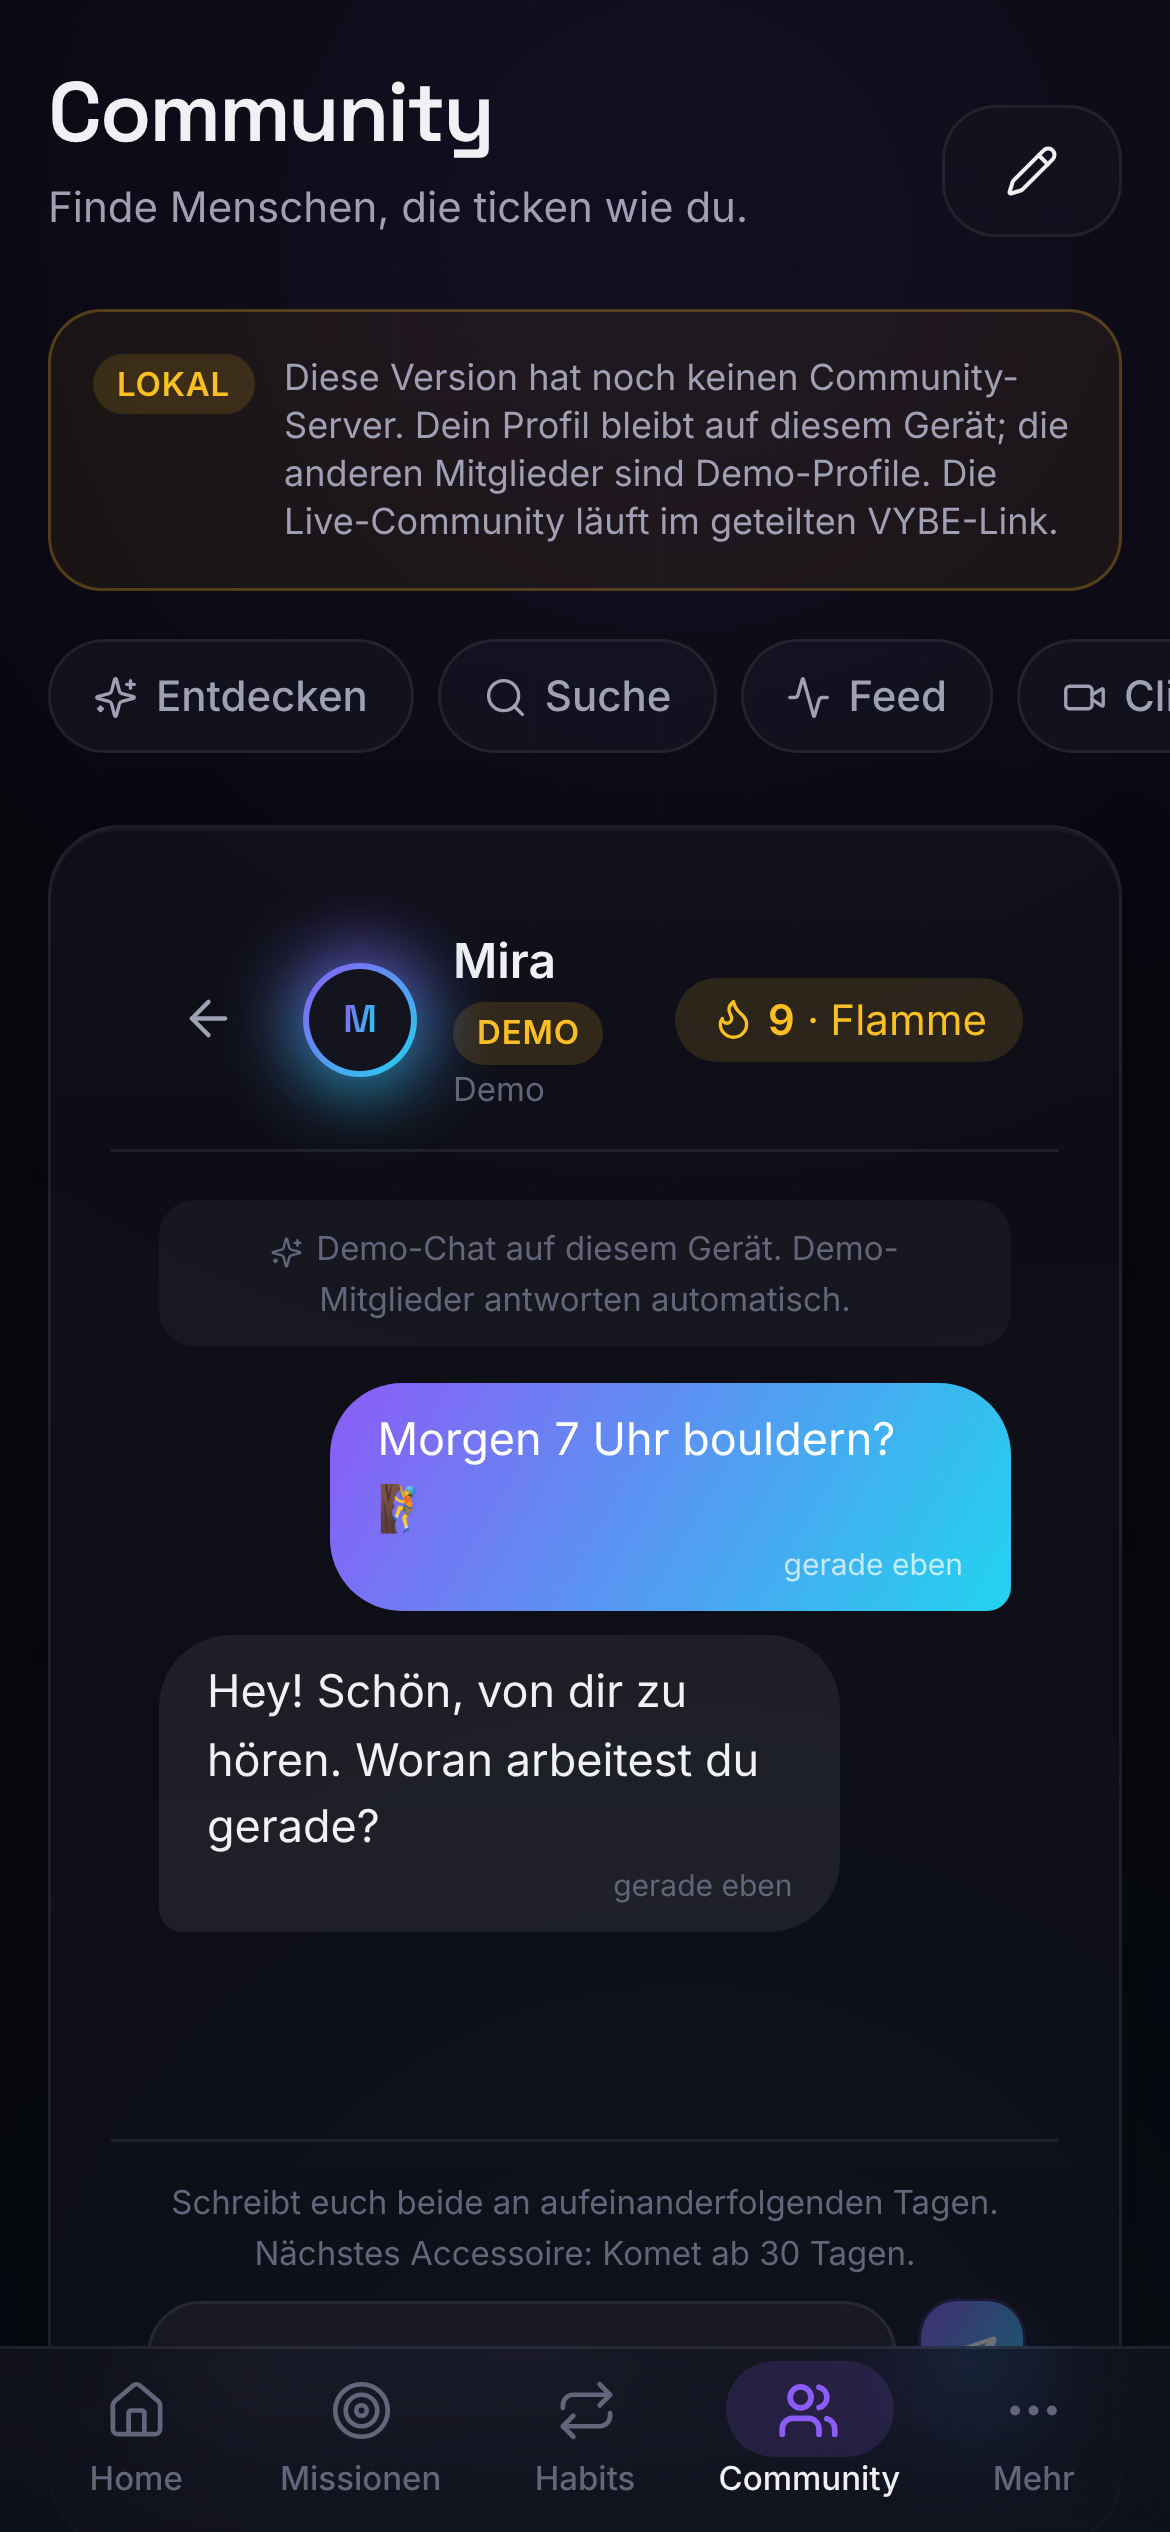 Community
Finde Menschen, die ticken wie du.
LOKAL
Diese Version hat noch keinen Community-
Server. Dein Profil bleibt auf diesem Gerät; die
anderen Mitglieder sind Demo-Profile. Die
Live-Community läuft im geteilten VYBE-Link.
Entdecken
Suche
Feed
Cli
M
Mira
DEMO
Demo
9 · Flamme
Demo-Chat auf diesem Gerät. Demo-
Mitglieder antworten automatisch.
Morgen 7 Uhr bouldern?
🧗
gerade eben
Hey! Schön, von dir zu
hören. Woran arbeitest du
gerade?
gerade eben
Schreibt euch beide an aufeinanderfolgenden Tagen.
Nächstes Accessoire: Komet ab 30 Tagen.
Home
Missionen
Habits
Community
Mehr